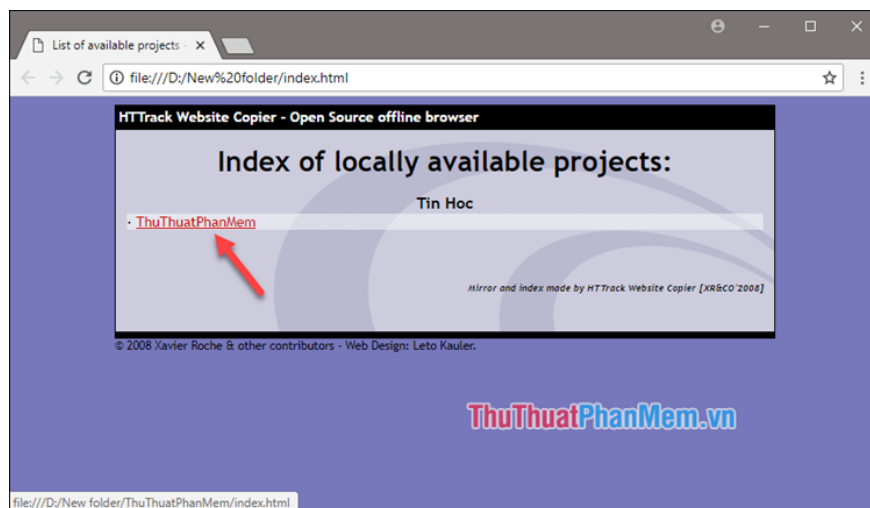 List of available projects -
file:///D:/New%20folder/index.html
HTTrack Website Copier - Open Source offline browser
Index of locally available projects:
Tin Hoc
· ThuThuatPhanMem
Mirror and index made by HTTrack Website Copier [XR&CO'2008]
© 2008 Xavier Roche & other contributors - Web Design: Leto Kauler.
ThuThuatPhanMem.vn
file:///D:/New folder/ThuThuatPhanMem/index.html